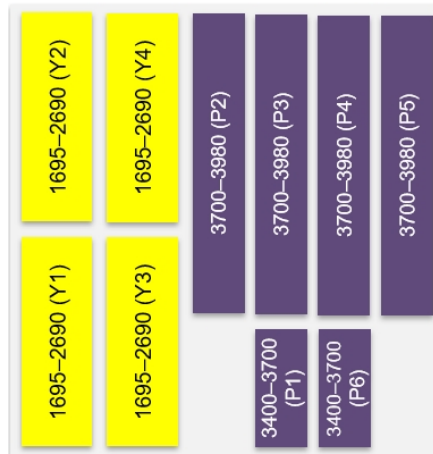 1695–2690 (Y2)
1695–2690 (Y4)
3700–3980 (P2)
3700–3980 (P3)
3700–3980 (P4)
3700–3980 (P5)
1695–2690 (Y1)
1695–2690 (Y3)
3400–3700
(P1)
3400–3700
(P6)